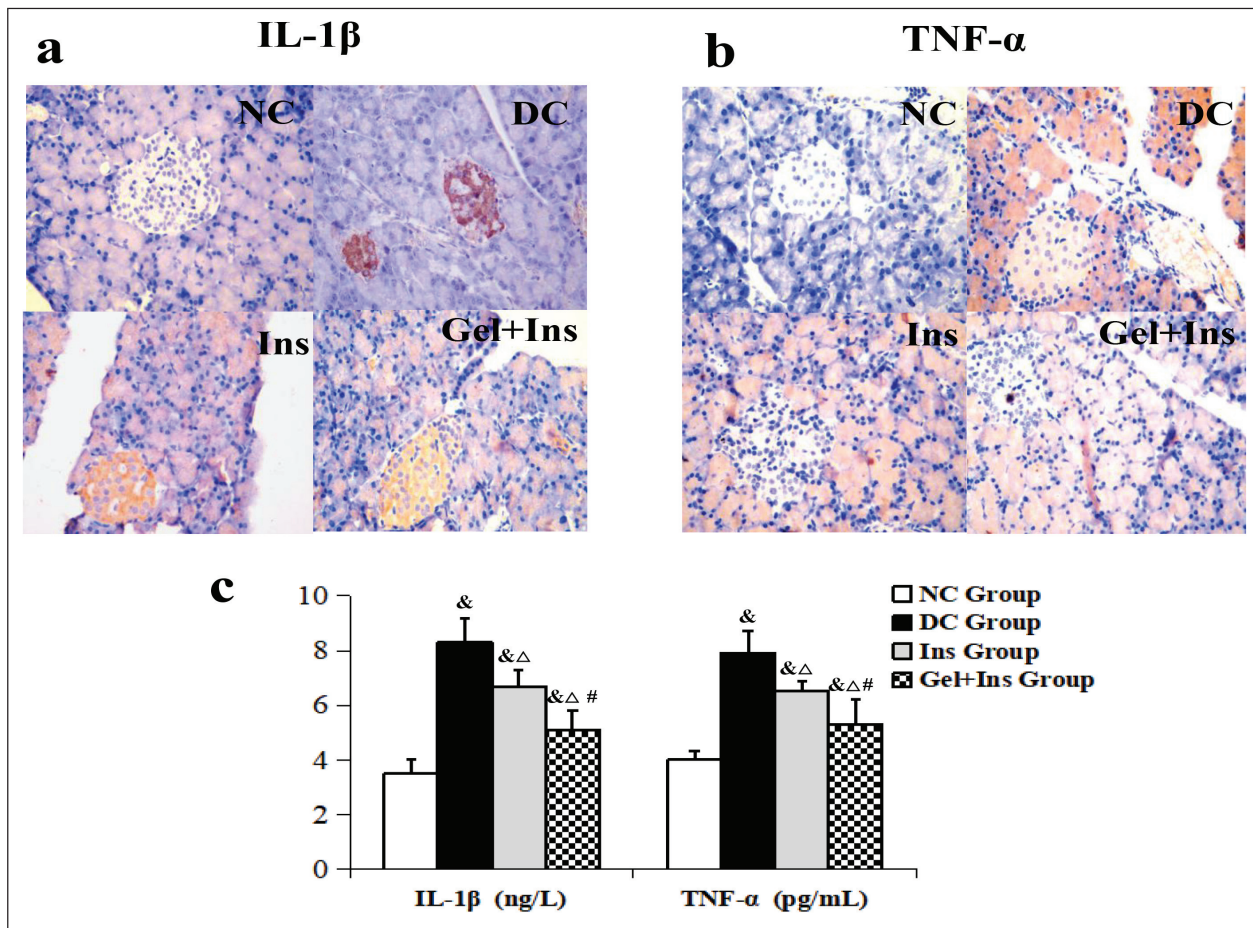 a IL-1β
NC DC
Ins Gel+Ins
b TNF-α
NC DC
Ins Gel+Ins
c
10
8
6
4
2
0
&
&△
&△ #
&
&△
&△#
IL-1β (ng/L) TNF-α (pg/mL)
NC Group
DC Group
Ins Group
Gel+Ins Group